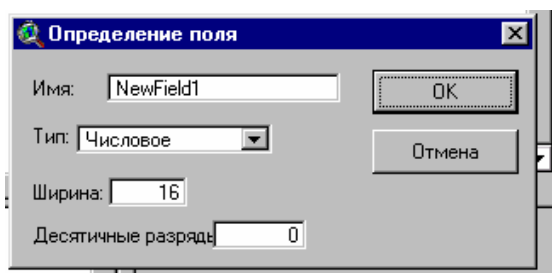 Определение поля
Имя: NewField1
OK
Тип: Числовое
Отмена
Ширина: 16
Десятичные разряды 0